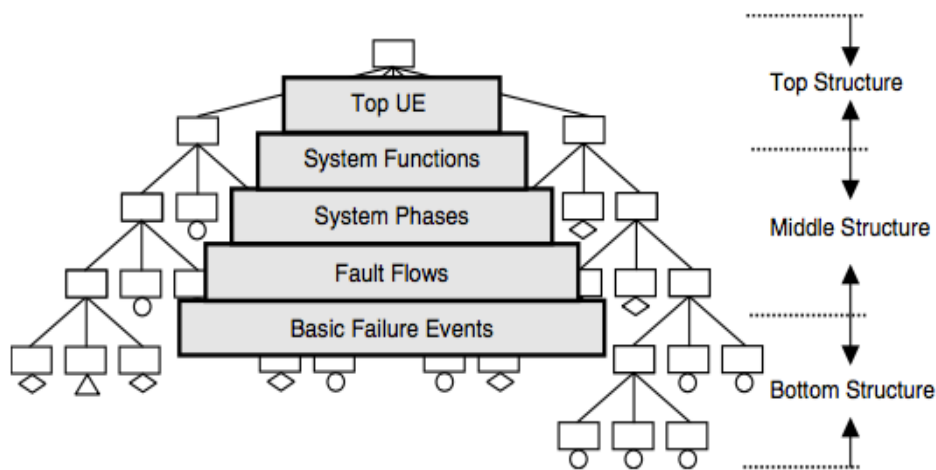 Top UE
System Functions
System Phases
Fault Flows
Basic Failure Events
Top Structure
Middle Structure
Bottom Structure